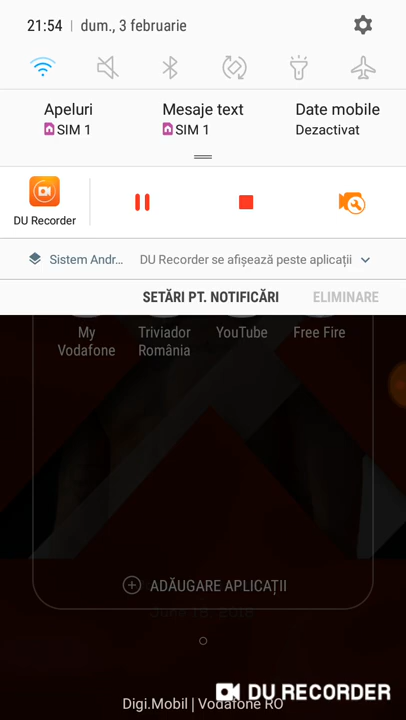 21:54 | dum., 3 februarie
Apeluri
SIM 1
Mesaje text
SIM 1
Date mobile
Dezactivat
DU Recorder
Sistem Andr... DU Recorder se afișează peste aplicații
SETĂRI PT. NOTIFICĂRI ELIMINARE
My Vodafone
Triviador România
YouTube
Free Fire
ADĂUGARE APLICAȚII
Digi.Mobil | Vodafone RO
DU RECORDER